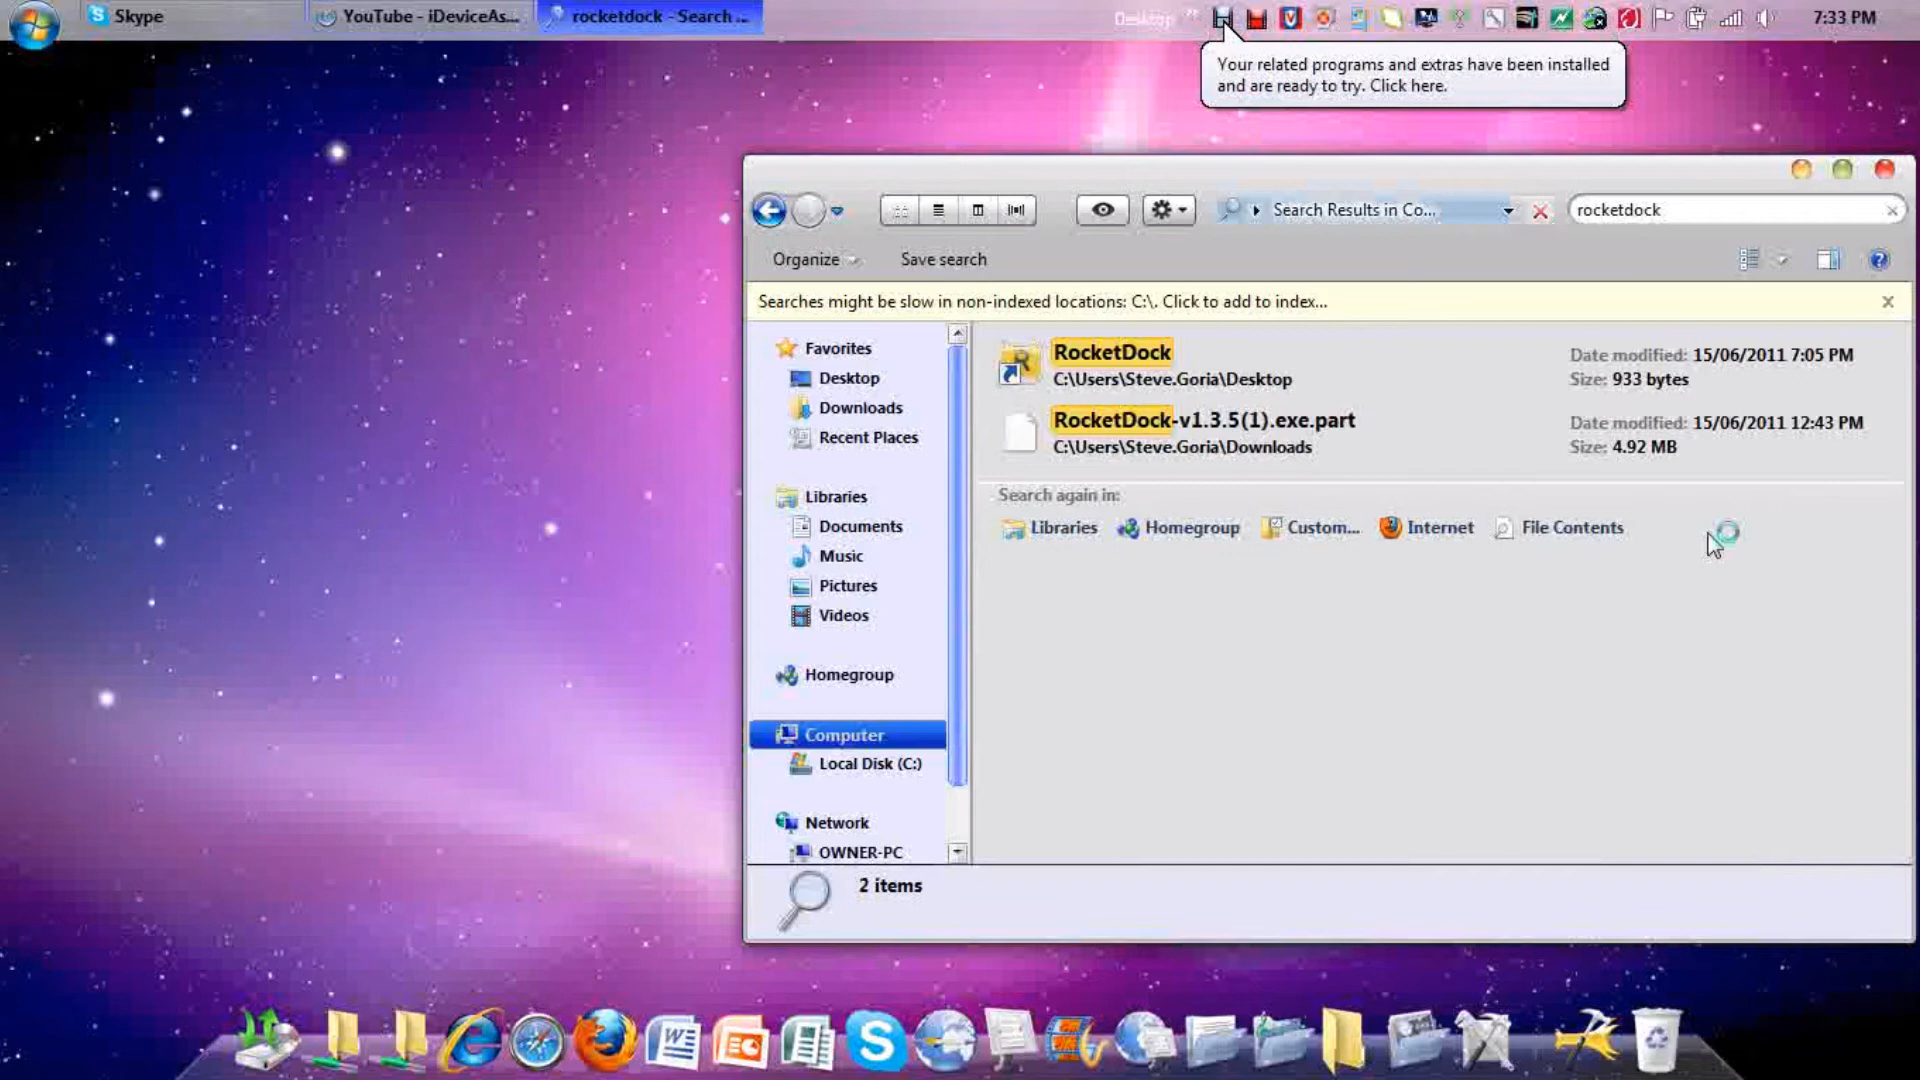 Skype
YouTube - iDeviceAs...
rocketdock - Search ...
Desktop
7:33 PM
Your related programs and extras have been installed
and are ready to try. Click here.
Search Results in Co...
rocketdock
Organize
Save search
Searches might be slow in non-indexed locations: C:\. Click to add to index...
Favorites
Desktop
Downloads
Recent Places
Libraries
Documents
Music
Pictures
Videos
Homegroup
Computer
Local Disk (C:)
Network
OWNER-PC
RocketDock
C:\Users\Steve.Goria\Desktop
Date modified: 15/06/2011 7:05 PM
Size: 933 bytes
RocketDock-v1.3.5(1).exe.part
C:\Users\Steve.Goria\Downloads
Date modified: 15/06/2011 12:43 PM
Size: 4.92 MB
Search again in:
Libraries
Homegroup
Custom...
Internet
File Contents
2 items